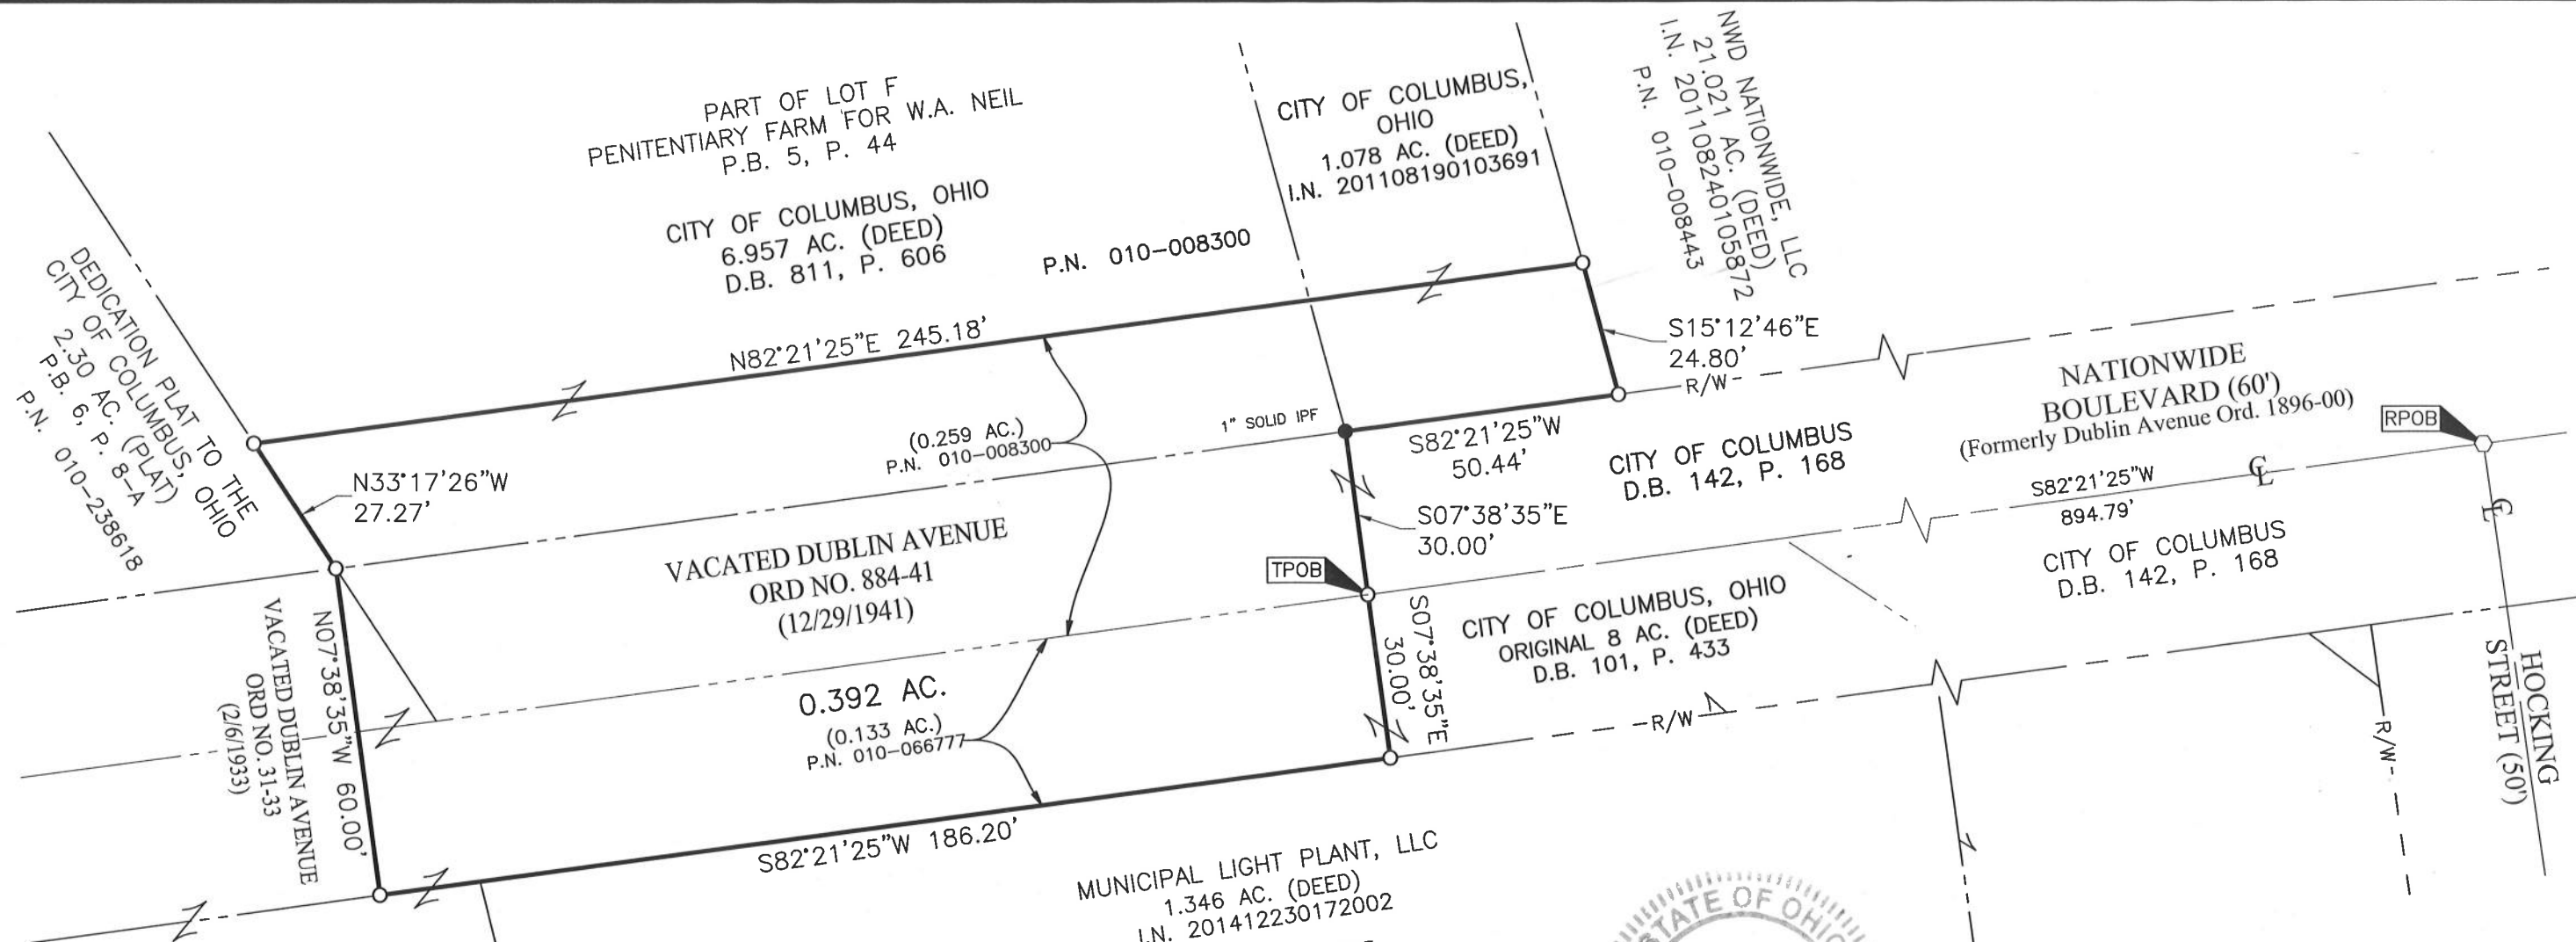 PART OF LOT F
PENITENTIARY FARM FOR W.A. NEIL
P.B. 5, P. 44
CITY OF COLUMBUS, OHIO
6.957 AC. (DEED)
D.B. 811, P. 606
P.N. 010-008300
CITY OF COLUMBUS,
OHIO
1.078 AC. (DEED)
I.N. 201108190103691
NWD NATIONWIDE, LLC
21.021 AC. (DEED)
I.N. 201108240105872
P.N. 010-008443
DEDICATION PLAT TO THE
CITY OF COLUMBUS, OHIO
2.30 AC. (PLAT)
P.B. 6, P. 8-A
P.N. 010-238618
N82°21'25"E 245.18'
S15°12'46"E
24.80'
R/W
NATIONWIDE
BOULEVARD (60')
(Formerly Dublin Avenue Ord. 1896-00)
RPOB
N33°17'26"W
27.27'
(0.259 AC.)
P.N. 010-008300
1" SOLID IPF
S82°21'25"W
50.44'
CITY OF COLUMBUS
D.B. 142, P. 168
S82°21'25"W
894.79'
CL
CL
S07°38'35"E
30.00'
VACATED DUBLIN AVENUE
ORD NO. 884-41
(12/29/1941)
TPOB
CITY OF COLUMBUS
D.B. 142, P. 168
CITY OF COLUMBUS, OHIO
ORIGINAL 8 AC. (DEED)
D.B. 101, P. 433
S07°38'35"E
30.00'
N07°38'35"W 60.00'
VACATED DUBLIN AVENUE
ORD NO. 31-33
(2/6/1933)
0.392 AC.
(0.133 AC.)
P.N. 010-066777
R/W
R/W
HOCKING
STREET (50')
S82°21'25"W 186.20'
MUNICIPAL LIGHT PLANT, LLC
1.346 AC. (DEED)
I.N. 201412230172002
STATE OF OHIO